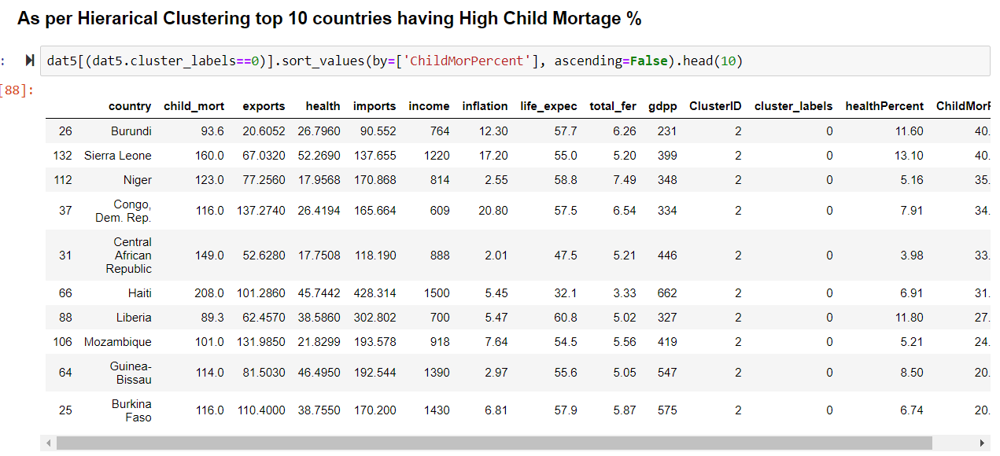 As per Hierarical Clustering top 10 countries having High Child Mortage %
: dat5[(dat5.cluster_labels==0)].sort_values(by=['ChildMorPercent'], ascending=False).head(10)
[88]:
country child_mort exports health imports income inflation life_expec total_fer gdpp ClusterID cluster_labels healthPercent ChildMorP
26 Burundi 93.6 20.6052 26.7960 90.552 764 12.30 57.7 6.26 231 2 0 11.60 40.
132 Sierra Leone 160.0 67.0320 52.2690 137.655 1220 17.20 55.0 5.20 399 2 0 13.10 40.
112 Niger 123.0 77.2560 17.9568 170.868 814 2.55 58.8 7.49 348 2 0 5.16 35.
Congo,
37 Dem. Rep. 116.0 137.2740 26.4194 165.664 609 20.80 57.5 6.54 334 2 0 7.91 34.
Central
31 African 149.0 52.6280 17.7508 118.190 888 2.01 47.5 5.21 446 2 0 3.98 33.
Republic
66 Haiti 208.0 101.2860 45.7442 428.314 1500 5.45 32.1 3.33 662 2 0 6.91 31.
88 Liberia 89.3 62.4570 38.5860 302.802 700 5.47 60.8 5.02 327 2 0 11.80 27.
106 Mozambique 101.0 131.9850 21.8299 193.578 918 7.64 54.5 5.56 419 2 0 5.21 24.
Guinea-
64 Bissau 114.0 81.5030 46.4950 192.544 1390 2.97 55.6 5.05 547 2 0 8.50 20.
Burkina
25 Faso 116.0 110.4000 38.7550 170.200 1430 6.81 57.9 5.87 575 2 0 6.74 20.